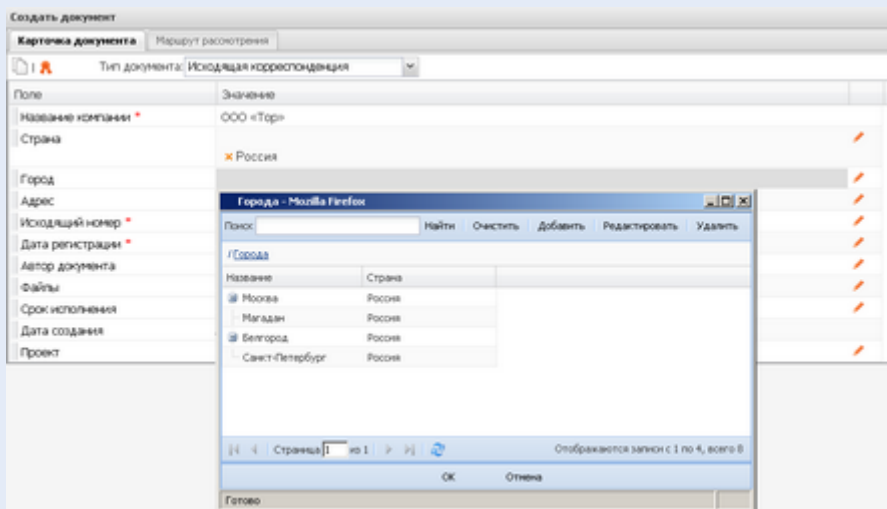 Создать документ
Карточка документа Маршрут рассмотрения
Тип документа: Исходящая корреспонденция
Поле Значение
Название компании * ООО «Тор»
Страна
Россия
Город
Адрес
Исходящий номер *
Дата регистрации *
Автор документа
Файлы
Срок исполнения
Дата создания
Проект
Города - Mozilla Firefox
Поиск: Найти Очистить Добавить Редактировать Удалить
/Города
Название Страна
Москва Россия
Магадан Россия
Белгород Россия
Санкт-Петербург Россия
Страница 1 из 1 Отображаются записи с 1 по 4, всего 8
ОК Отмена
Готово